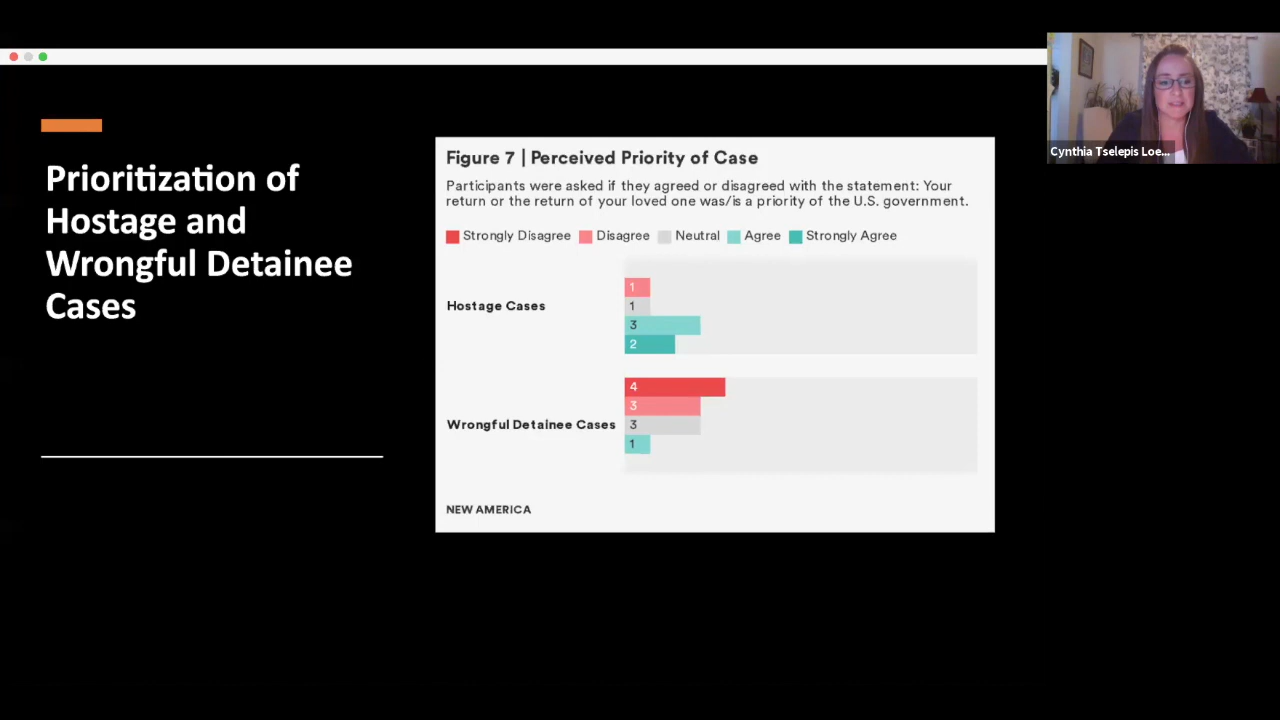 Prioritization of
Hostage and
Wrongful Detainee
Cases
Figure 7 | Perceived Priority of Case
Participants were asked if they agreed or disagreed with the statement: Your
return or the return of your loved one was/is a priority of the U.S. government.
Strongly Disagree Disagree Neutral Agree Strongly Agree
Hostage Cases
1
1
3
2
Wrongful Detainee Cases
4
3
3
1
NEW AMERICA
Cynthia Tselepis Loe...